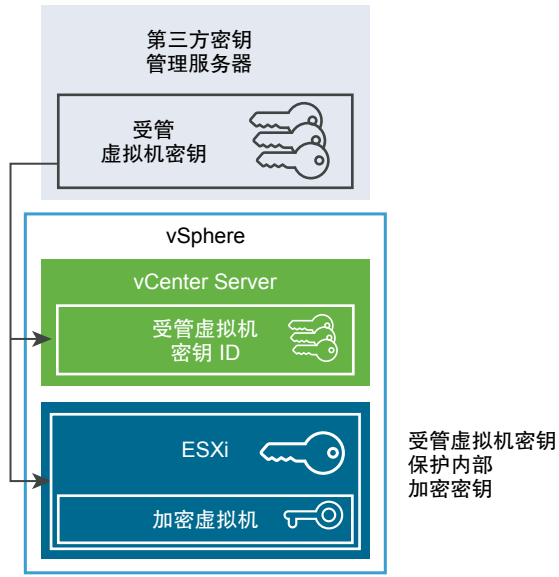 第三方密钥
管理服务器
受管
虚拟机密钥
vSphere
vCenter Server
受管虚拟机
密钥 ID
ESXi
加密虚拟机
受管虚拟机密钥
保护内部
加密密钥